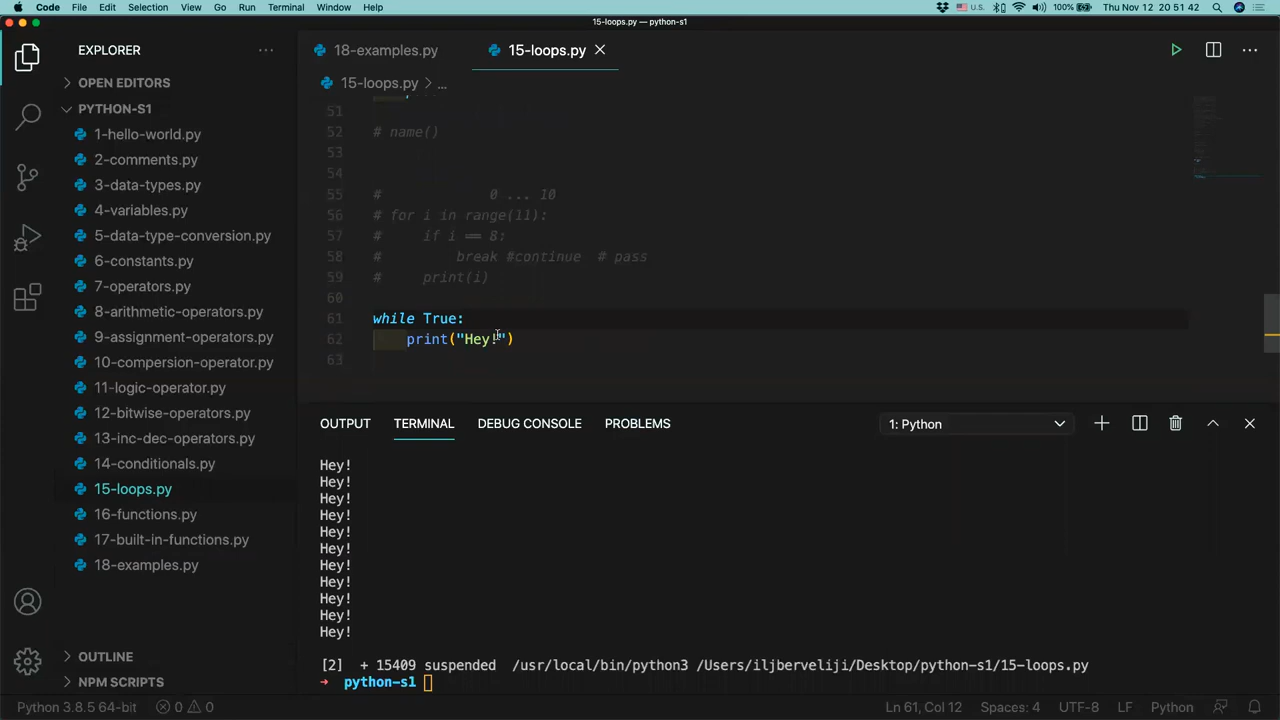 Code File Edit Selection View Go Run Terminal Window Help U.S. 100% Thu Nov 12 20 51 42
15-loops.py — python-s1
EXPLORER
OPEN EDITORS
PYTHON-S1
1-hello-world.py
2-comments.py
3-data-types.py
4-variables.py
5-data-type-conversion.py
6-constants.py
7-operators.py
8-arithmetic-operators.py
9-assignment-operators.py
10-compersion-operator.py
11-logic-operator.py
12-bitwise-operators.py
13-inc-dec-operators.py
14-conditionals.py
15-loops.py
16-functions.py
17-built-in-functions.py
18-examples.py
OUTLINE
NPM SCRIPTS
18-examples.py 15-loops.py
15-loops.py > ...
51
52 # name()
53
54
55 # 0 ... 10
56 # for i in range(11):
57 # if i == 8:
58 # break #continue # pass
59 # print(i)
60
61 while True:
62 print("Hey!")
63
OUTPUT TERMINAL DEBUG CONSOLE PROBLEMS 1: Python
Hey!
Hey!
Hey!
Hey!
Hey!
Hey!
Hey!
Hey!
Hey!
Hey!
Hey!
[2] + 15409 suspended /usr/local/bin/python3 /Users/iljberveliji/Desktop/python-s1/15-loops.py
→ python-s1
Python 3.8.5 64-bit 0 0 Ln 61, Col 12 Spaces: 4 UTF-8 LF Python